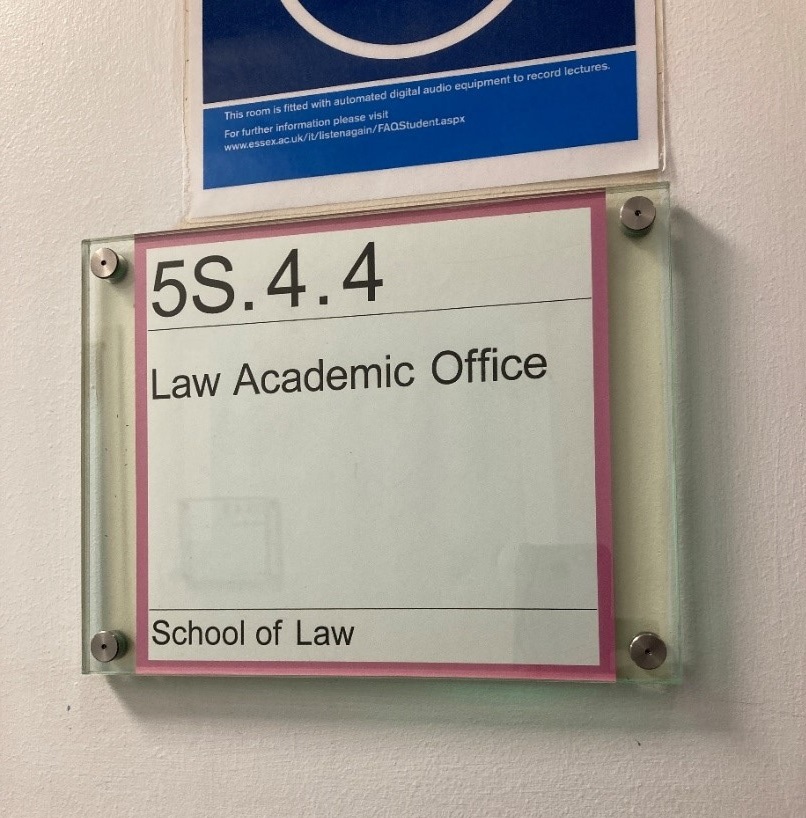 This room is fitted with automated digital audio equipment to record lectures.
For further information please visit
www.essex.ac.uk/it/listenagain/FAQStudent.aspx
5S.4.4
Law Academic Office
School of Law